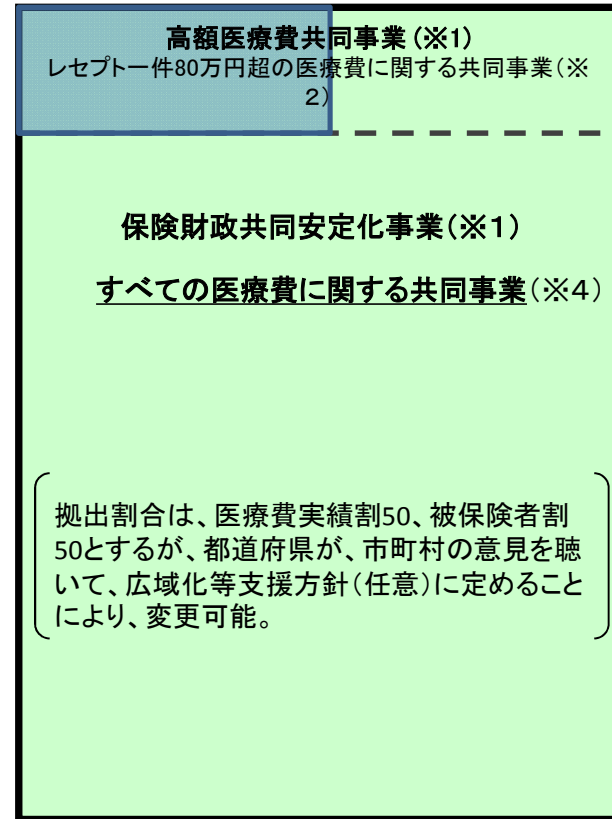 高額医療費共同事業(※1)
レセプト一件80万円超の医療費に関する共同事業(※
2)
保険財政共同安定化事業(※1)
すべての医療費に関する共同事業(※4)
拠出割合は、医療費実績割50、被保険者割
50とするが、都道府県が、市町村の意見を聴
いて、広域化等支援方針(任意)に定めること
により、変更可能。